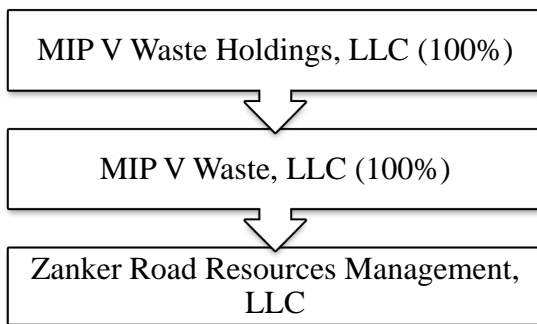 MIP V Waste Holdings, LLC (100%)
MIP V Waste, LLC (100%)
Zanker Road Resources Management,
LLC